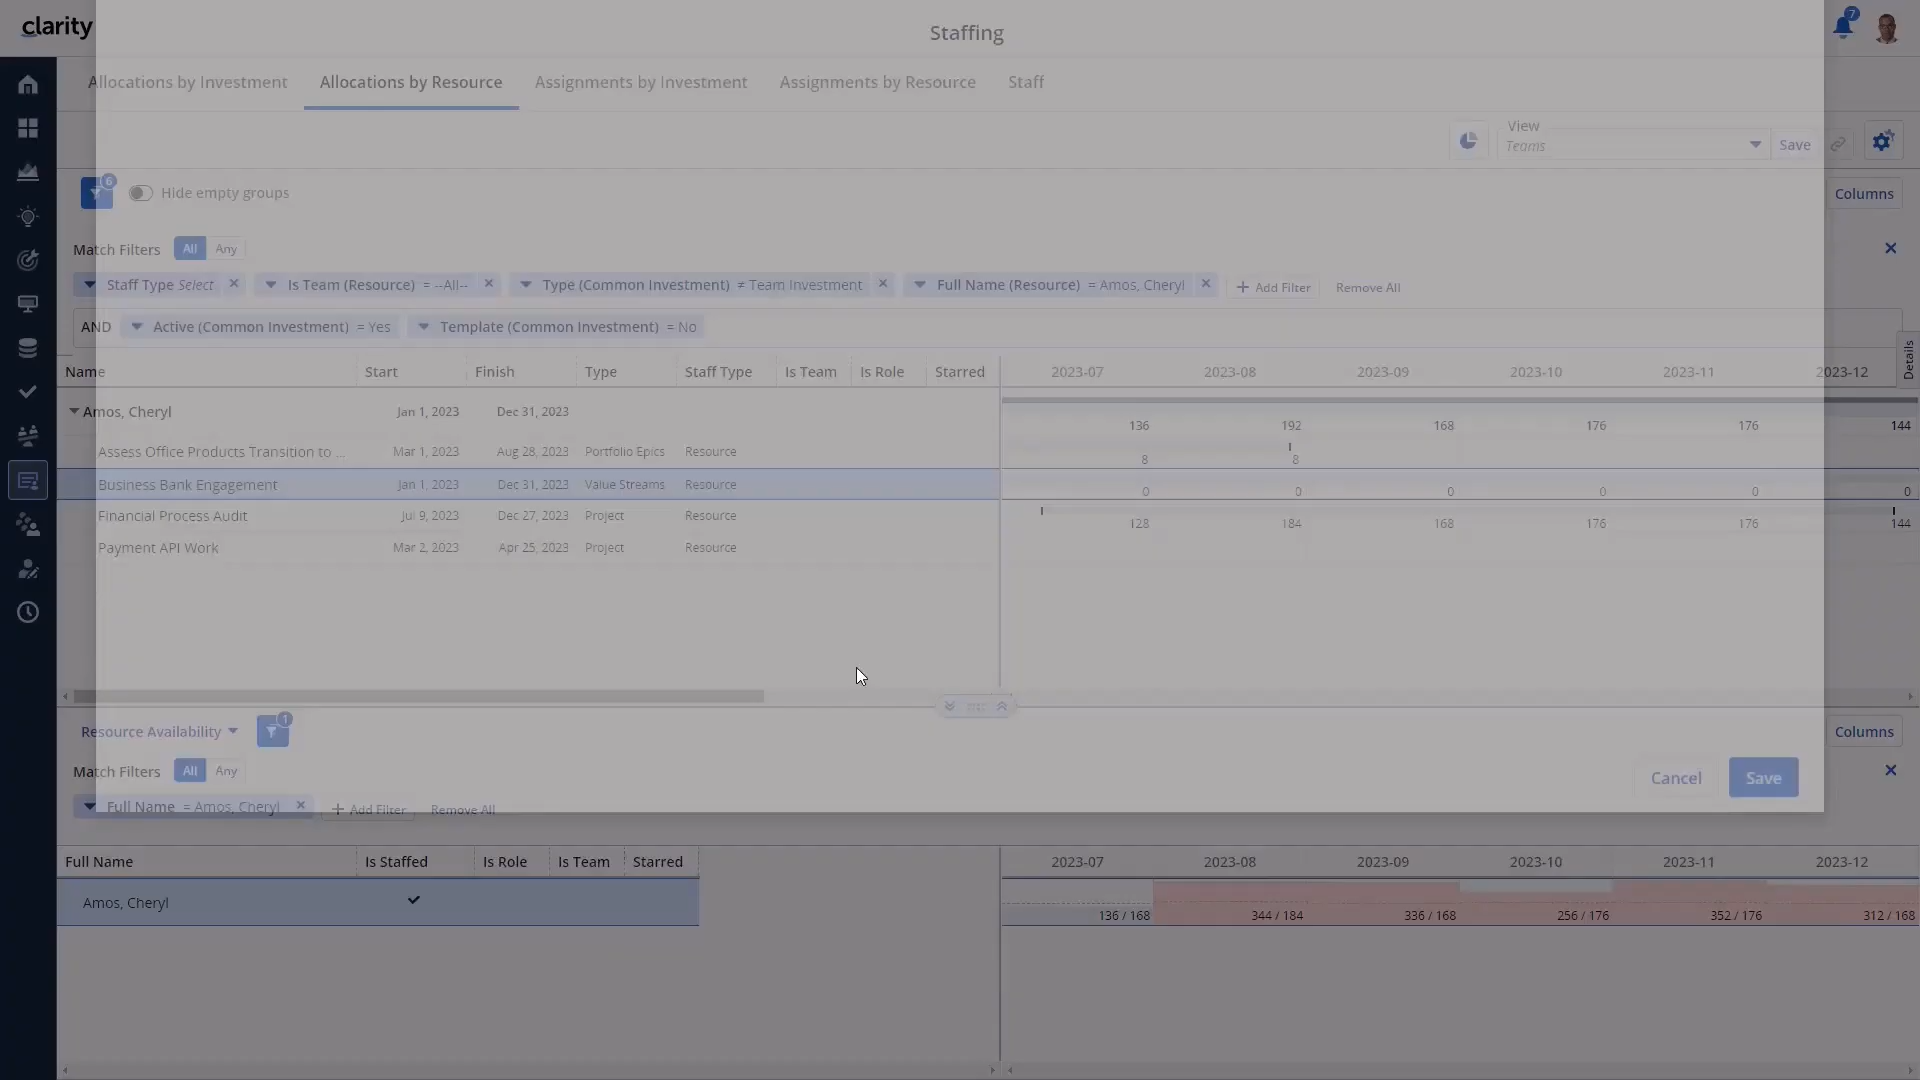 clarity
Staffing
7
Allocations by Investment Allocations by Resource Assignments by Investment Assignments by Resource Staff
View
Teams
Save
6
Hide empty groups
Columns
Match Filters All Any
Staff Type Select Is Team (Resource) = --All-- Type (Common Investment) ≠ Team Investment Full Name (Resource) = Amos, Cheryl + Add Filter Remove All
AND Active (Common Investment) = Yes Template (Common Investment) = No
Details
Name Start Finish Type Staff Type Is Team Is Role Starred 2023-07 2023-08 2023-09 2023-10 2023-11 2023-12
Amos, Cheryl Jan 1, 2023 Dec 31, 2023 136 192 168 176 176 144
Assess Office Products Transition to ... Mar 1, 2023 Aug 28, 2023 Portfolio Epics Resource 8 8
Business Bank Engagement Jan 1, 2023 Dec 31, 2023 Value Streams Resource 0 0 0 0 0 0
Financial Process Audit Jul 9, 2023 Dec 27, 2023 Project Resource 128 184 168 176 176 144
Payment API Work Mar 2, 2023 Apr 25, 2023 Project Resource
Resource Availability 1 Columns
Match Filters All Any
Cancel Save
Full Name = Amos, Cheryl + Add Filter Remove All
Full Name Is Staffed Is Role Is Team Starred 2023-07 2023-08 2023-09 2023-10 2023-11 2023-12
Amos, Cheryl 136 / 168 344 / 184 336 / 168 256 / 176 352 / 176 312 / 168